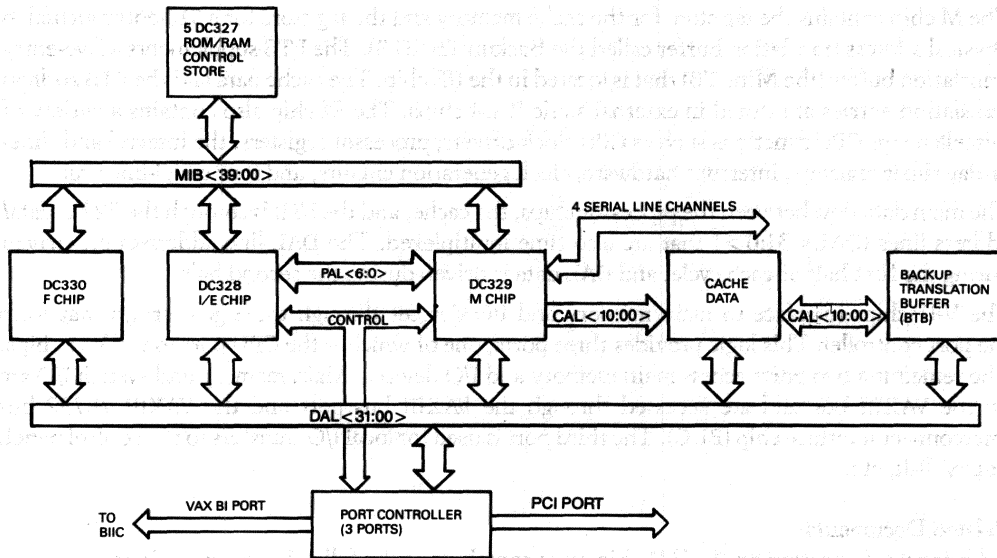 5 DC327
ROM/RAM
CONTROL
STORE
MIB<39:00>
4 SERIAL LINE CHANNELS
DC330
F CHIP
DC328
I/E CHIP
PAL<6:0>
CONTROL
DC329
M CHIP
CAL<10:00>
CACHE
DATA
CAL<10:00>
BACKUP
TRANSLATION
BUFFER
(BTB)
DAL<31:00>
TO
BIIC
VAX BI PORT
PORT CONTROLLER
(3 PORTS)
PCI PORT